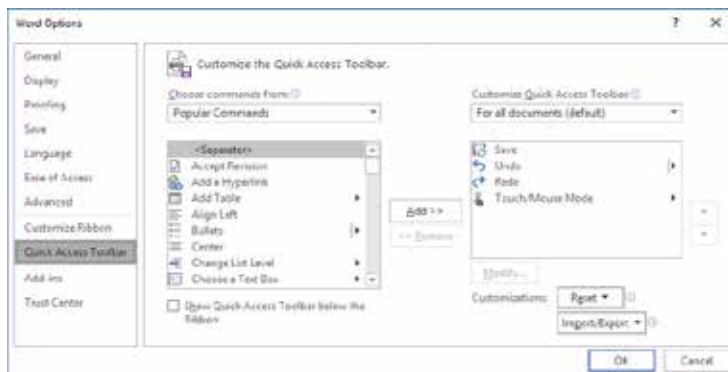 Word Options
?
×
General
Display
Proofing
Save
Language
Ease of Access
Advanced
Customize Ribbon
Quick Access Toolbar
Add-ins
Trust Center
Customize the Quick Access Toolbar.
Choose commands from:
Popular Commands
<Separator>
Accept Revision
Add a Hyperlink
Add Table
Align Left
Bullets
Center
Change List Level
Choose a Text Box
Show Quick Access Toolbar below the
Ribbon
Add >>
<< Remove
Customize Quick Access Toolbar:
For all documents (default)
Save
Undo
Redo
Touch/Mouse Mode
Modify...
Customizations:
Reset
Import/Export
OK
Cancel